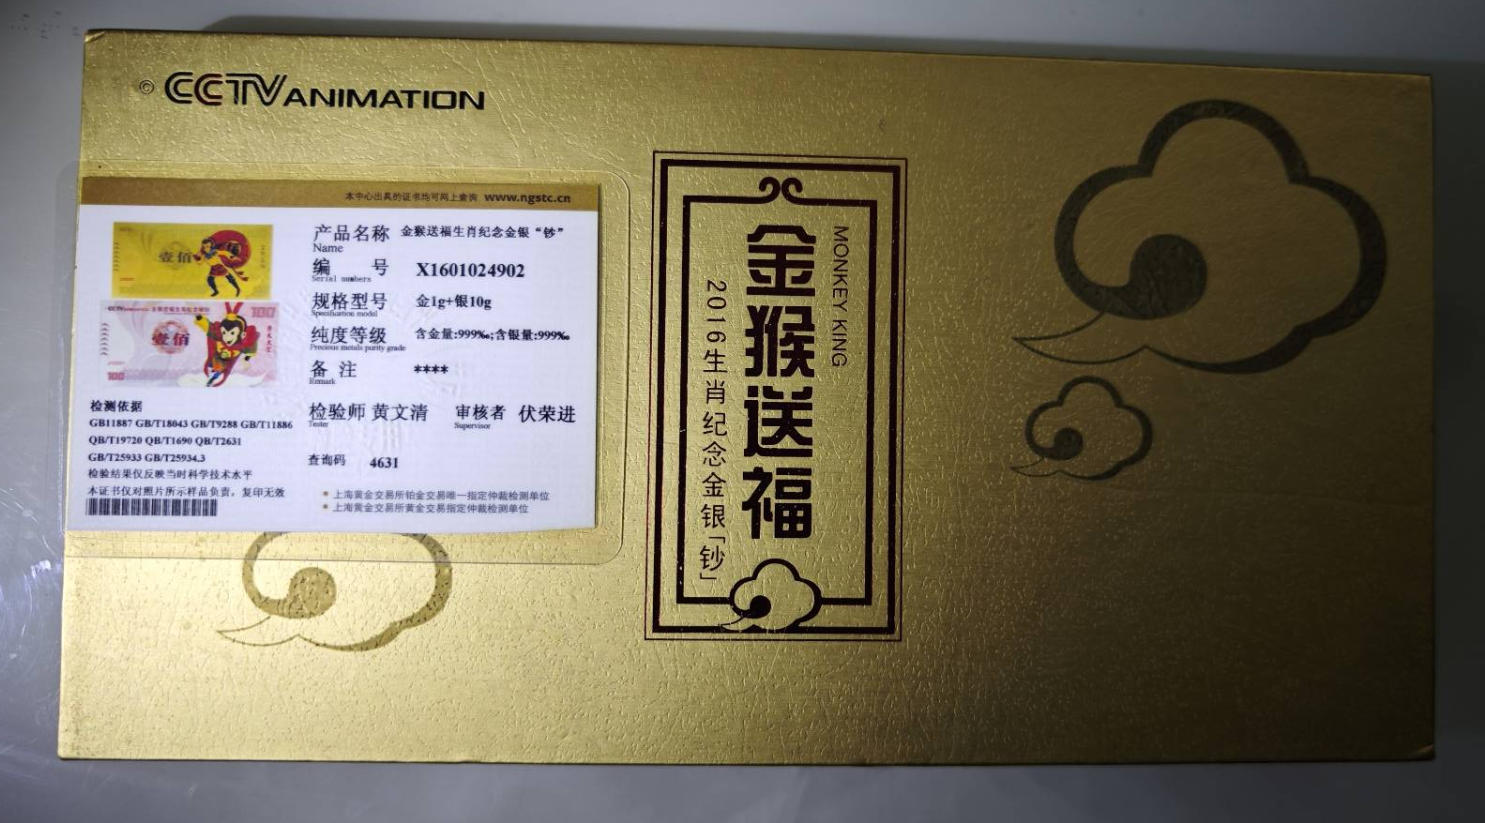 © CCTV ANIMATION
本中心出具的证书均可网上查询 www.ngstc.cn
产品名称 金猴送福生肖纪念金银“钞”
Name
编 号 X1601024902
Serial numbers
规格型号 金1g+银10g
Specification model
纯度等级 含金量:999‰;含银量:999‰
Precious metals purity grade
备 注 ****
Remark
检验师 黄文清 审核者 伏荣进
Tester Supervisor
查询码 4631
上海黄金交易所铂金交易唯一指定仲裁检测单位
上海黄金交易所黄金交易指定仲裁检测单位
壹佰
100
壹佰
100
检测依据
GB11887 GB/T18043 GB/T9288 GB/T11886
QB/T19720 QB/T1690 QB/T2631
GB/T25933 GB/T25934.3
检验结果仅反映当时科学技术水平
本证书仅对照片所示样品负责，复印无效
MONKEY KING
金猴送福
2016生肖纪念金银「钞」